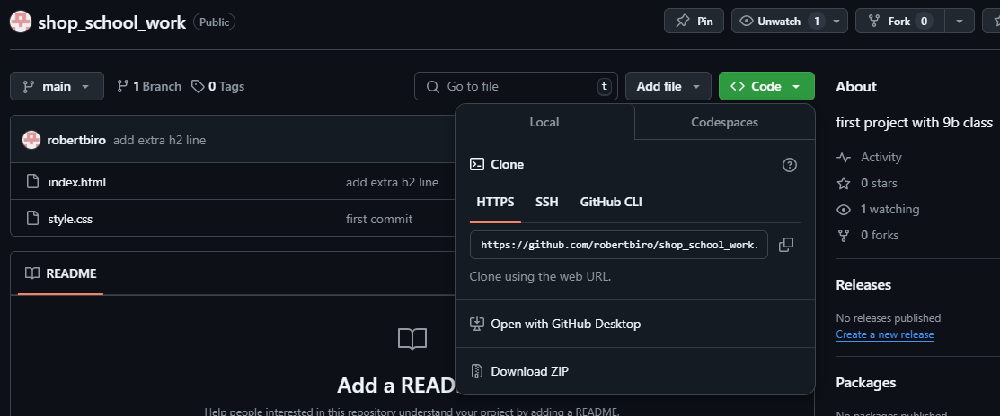 shop_school_work Public
Pin
Unwatch 1
Fork 0
main
1 Branch
0 Tags
Go to file t
Add file
Code
robertbiro add extra h2 line
index.html add extra h2 line
style.css first commit
README
Add a READ
Help people interested in this repository understand your project by adding a README.
Local
Codespaces
Clone
HTTPS SSH GitHub CLI
https://github.com/robertbiro/shop_school_work.
Clone using the web URL.
Open with GitHub Desktop
Download ZIP
About
first project with 9b class
Activity
0 stars
1 watching
0 forks
Releases
No releases published
Create a new release
Packages
No packages published